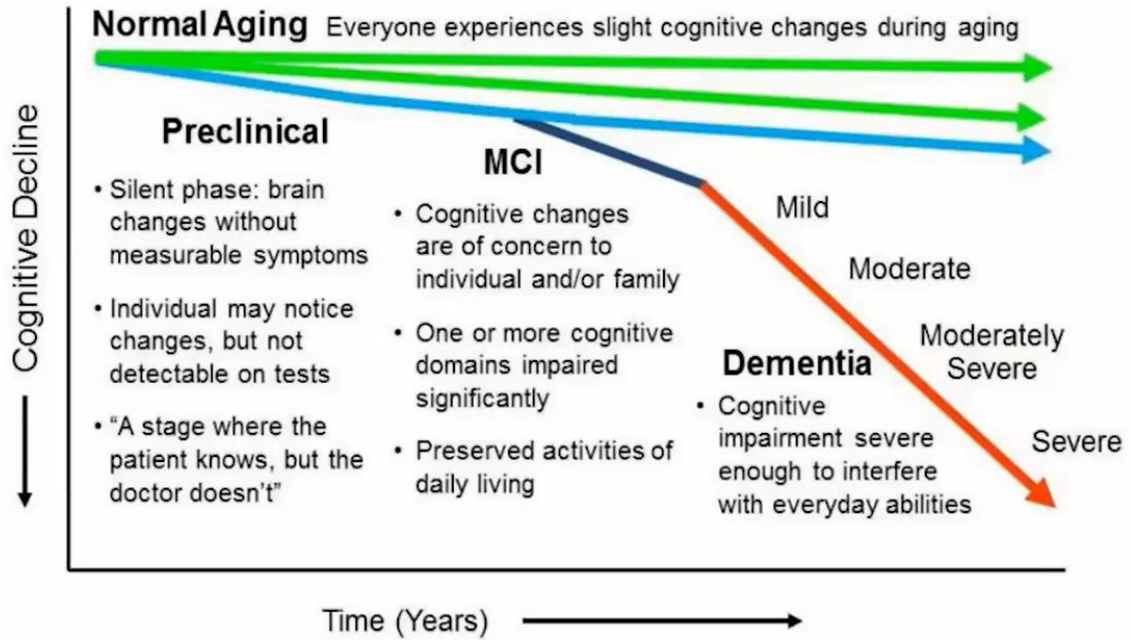 Normal Aging Everyone experiences slight cognitive changes during aging
Cognitive Decline
Preclinical
• Silent phase: brain
changes without
measurable symptoms
• Individual may notice
changes, but not
detectable on tests
• “A stage where the
patient knows, but the
doctor doesn’t”
MCI
• Cognitive changes
are of concern to
individual and/or family
• One or more cognitive
domains impaired
significantly
• Preserved activities of
daily living
Dementia
• Cognitive
impairment severe
enough to interfere
with everyday abilities
Mild
Moderate
Moderately
Severe
Severe
Time (Years)